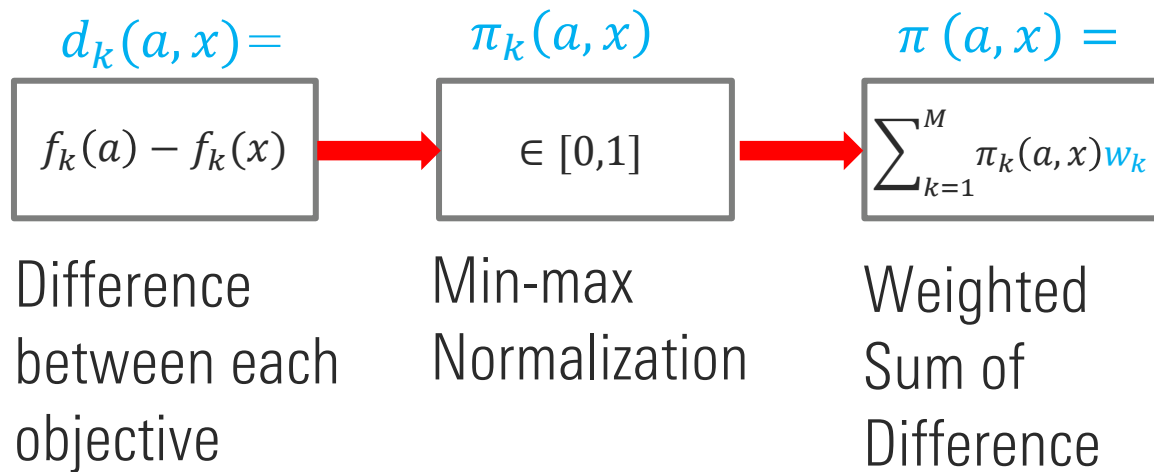 d_k(a, x)=
f_k(a) − f_k(x)
Difference
between each
objective
π_k(a, x)
∈ [0,1]
Min-max
Normalization
π (a, x) =
∑_{k=1}^{M} π_k(a, x)w_k
Weighted
Sum of
Difference